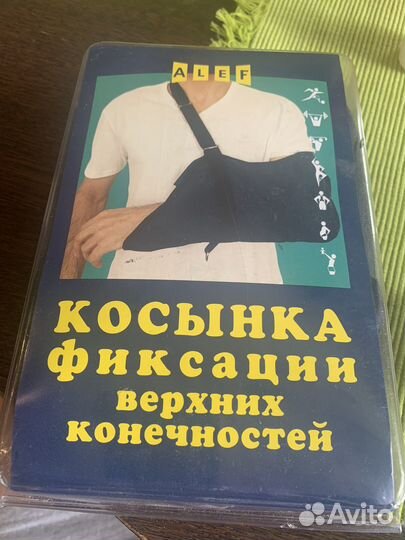 ALEF
КОСЫНКА
фиксации
верхних
конечностей
Avito